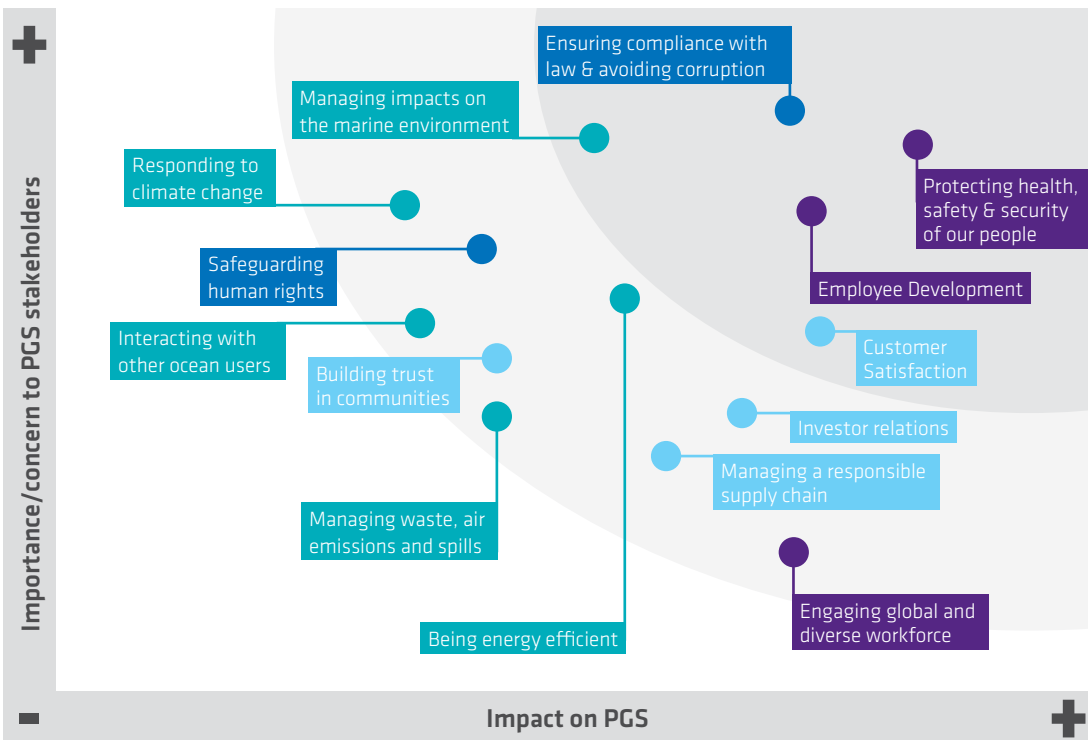 Ensuring compliance with
law & avoiding corruption
Managing impacts on
the marine environment
Responding to
climate change
Protecting health,
safety & security
of our people
Safeguarding
human rights
Employee Development
Interacting with
other ocean users
Customer
Satisfaction
Building trust
in communities
Investor relations
Managing a responsible
supply chain
Managing waste, air
emissions and spills
Engaging global and
diverse workforce
Being energy efficient
Importance/concern to PGS stakeholders
+
-
Impact on PGS
+